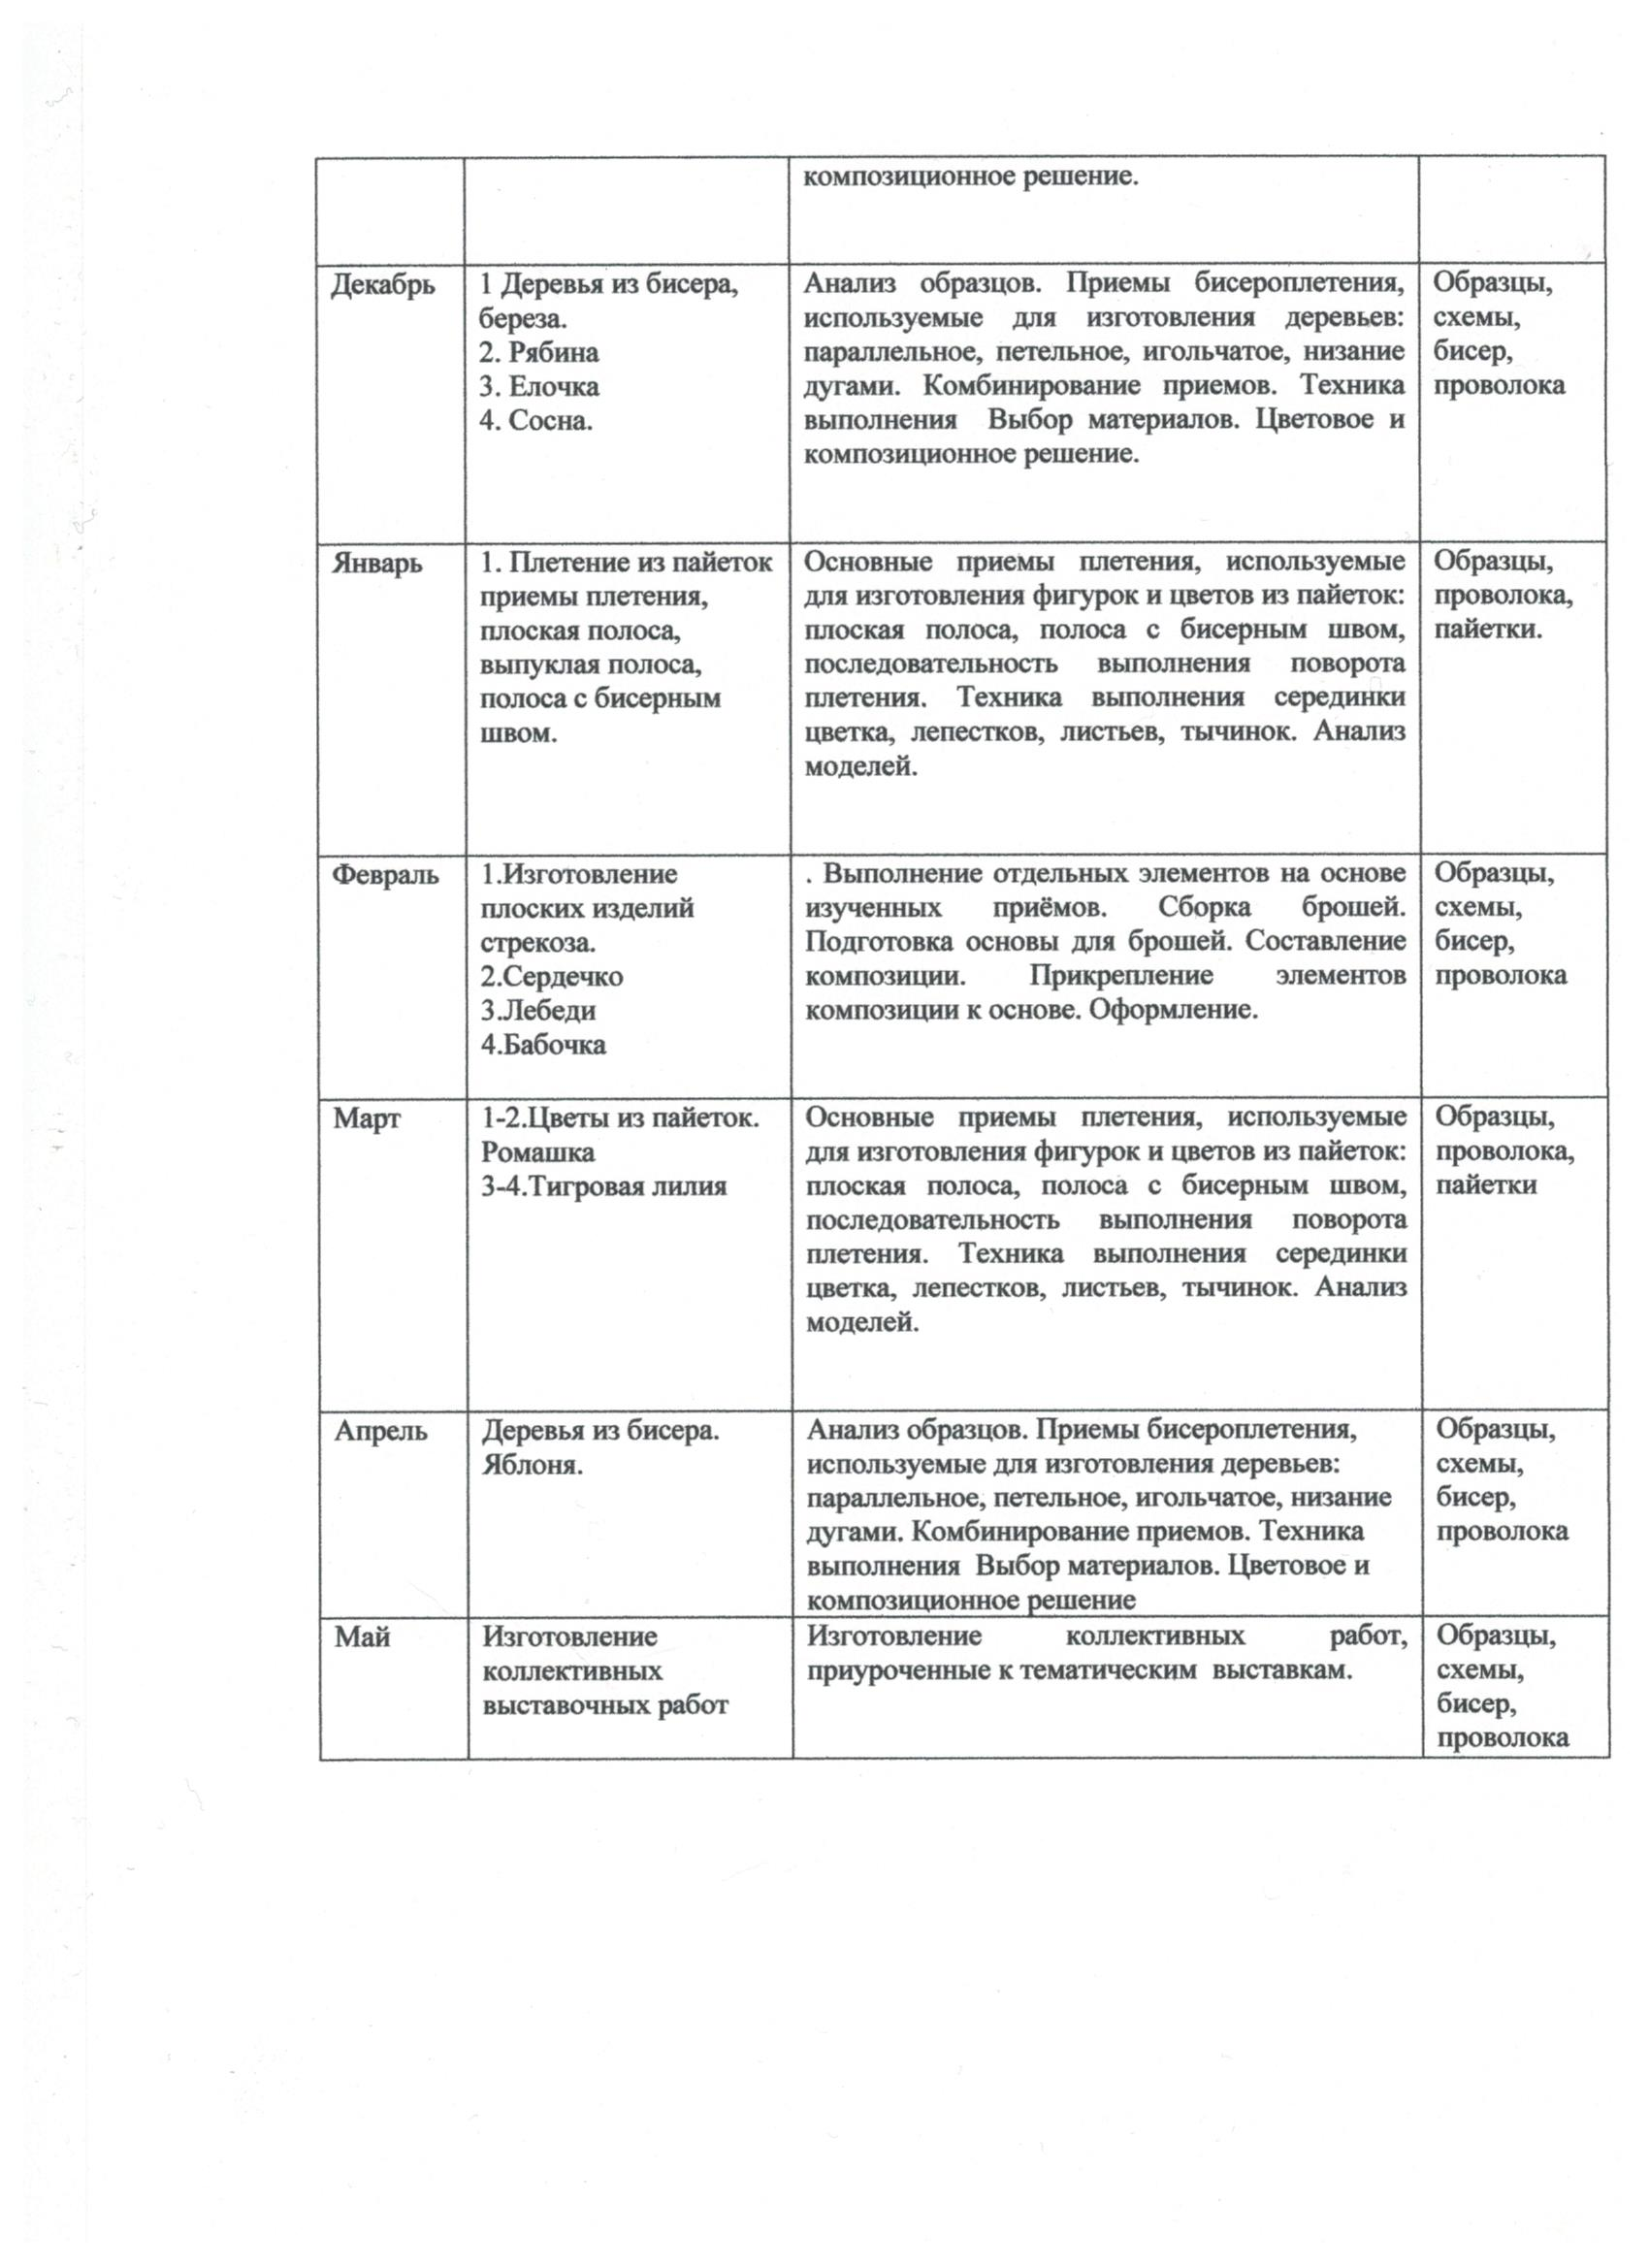 композиционное решение.
Декабрь
1 Деревья из бисера,
береза.
2. Рябина
3. Елочка
4. Сосна.
Анализ образцов. Приемы бисероплетения,
используемые для изготовления деревьев:
параллельное, петельное, игольчатое, низание
дугами. Комбинирование приемов. Техника
выполнения Выбор материалов. Цветовое и
композиционное решение.
Образцы,
схемы,
бисер,
проволока
Январь
1. Плетение из пайеток
приемы плетения,
плоская полоса,
выпуклая полоса,
полоса с бисерным
швом.
Основные приемы плетения, используемые
для изготовления фигурок и цветов из пайеток:
плоская полоса, полоса с бисерным швом,
последовательность выполнения поворота
плетения. Техника выполнения серединки
цветка, лепестков, листьев, тычинок. Анализ
моделей.
Образцы,
проволока,
пайетки.
Февраль
1.Изготовление
плоских изделий
стрекоза.
2.Сердечко
3.Лебеди
4.Бабочка
. Выполнение отдельных элементов на основе
изученных приёмов. Сборка брошей.
Подготовка основы для брошей. Составление
композиции. Прикрепление элементов
композиции к основе. Оформление.
Образцы,
схемы,
бисер,
проволока
Март
1-2.Цветы из пайеток.
Ромашка
3-4.Тигровая лилия
Основные приемы плетения, используемые
для изготовления фигурок и цветов из пайеток:
плоская полоса, полоса с бисерным швом,
последовательность выполнения поворота
плетения. Техника выполнения серединки
цветка, лепестков, листьев, тычинок. Анализ
моделей.
Образцы,
проволока,
пайетки
Апрель
Деревья из бисера.
Яблоня.
Анализ образцов. Приемы бисероплетения,
используемые для изготовления деревьев:
параллельное, петельное, игольчатое, низание
дугами. Комбинирование приемов. Техника
выполнения Выбор материалов. Цветовое и
композиционное решение
Образцы,
схемы,
бисер,
проволока
Май
Изготовление
коллективных
выставочных работ
Изготовление коллективных работ,
приуроченные к тематическим выставкам.
Образцы,
схемы,
бисер,
проволока